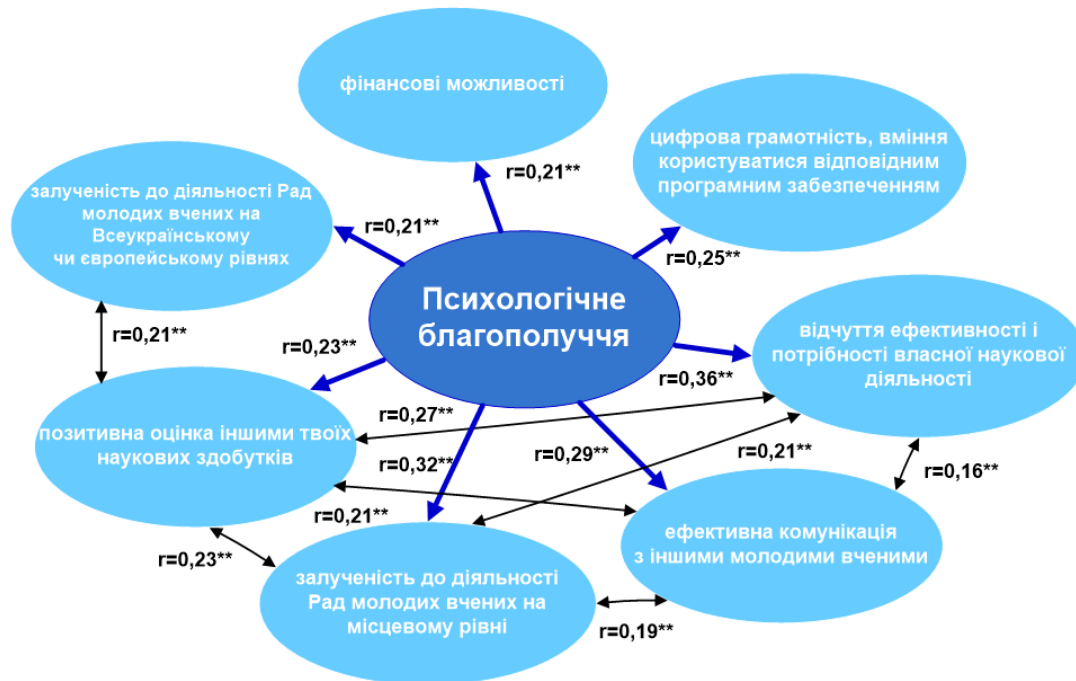 фінансові можливості
цифрова грамотність, вміння
користуватися відповідним
програмним забезпеченням
r=0,21**
залученість до діяльності Рад
молодих вчених на
Всеукраїнському
чи європейському рівнях
r=0,21**
r=0,25**
Психологічне
благополуччя
r=0,21**
r=0,23**
відчуття ефективності і
потрібності власної наукової
діяльності
r=0,36**
r=0,27**
позитивна оцінка іншими твоїх
наукових здобутків
r=0,32**
r=0,29**
r=0,21**
r=0,16**
r=0,21**
ефективна комунікація
з іншими молодими вченими
r=0,23**
залученість до діяльності
Рад молодих вчених на
місцевому рівні
r=0,19**